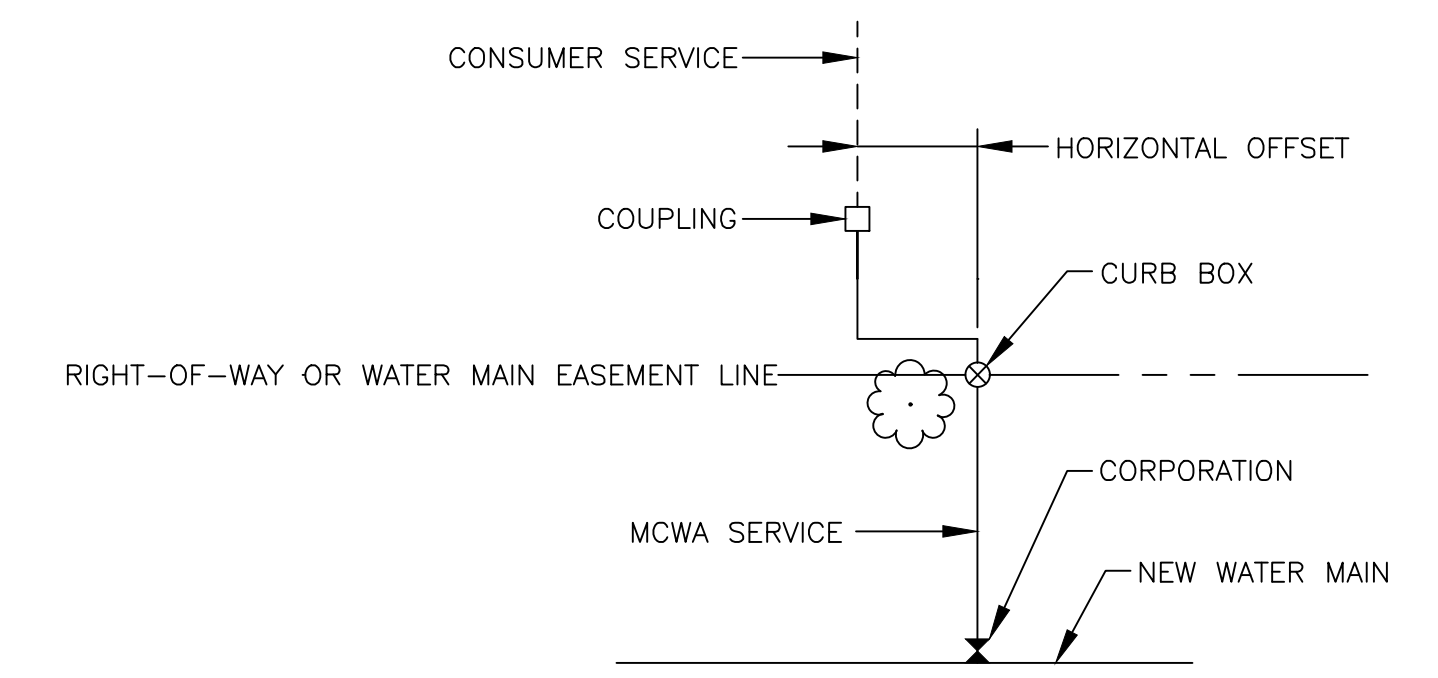 CONSUMER SERVICE
HORIZONTAL OFFSET
COUPLING
CURB BOX
RIGHT-OF-WAY OR WATER MAIN EASEMENT LINE
CORPORATION
MCWA SERVICE
NEW WATER MAIN